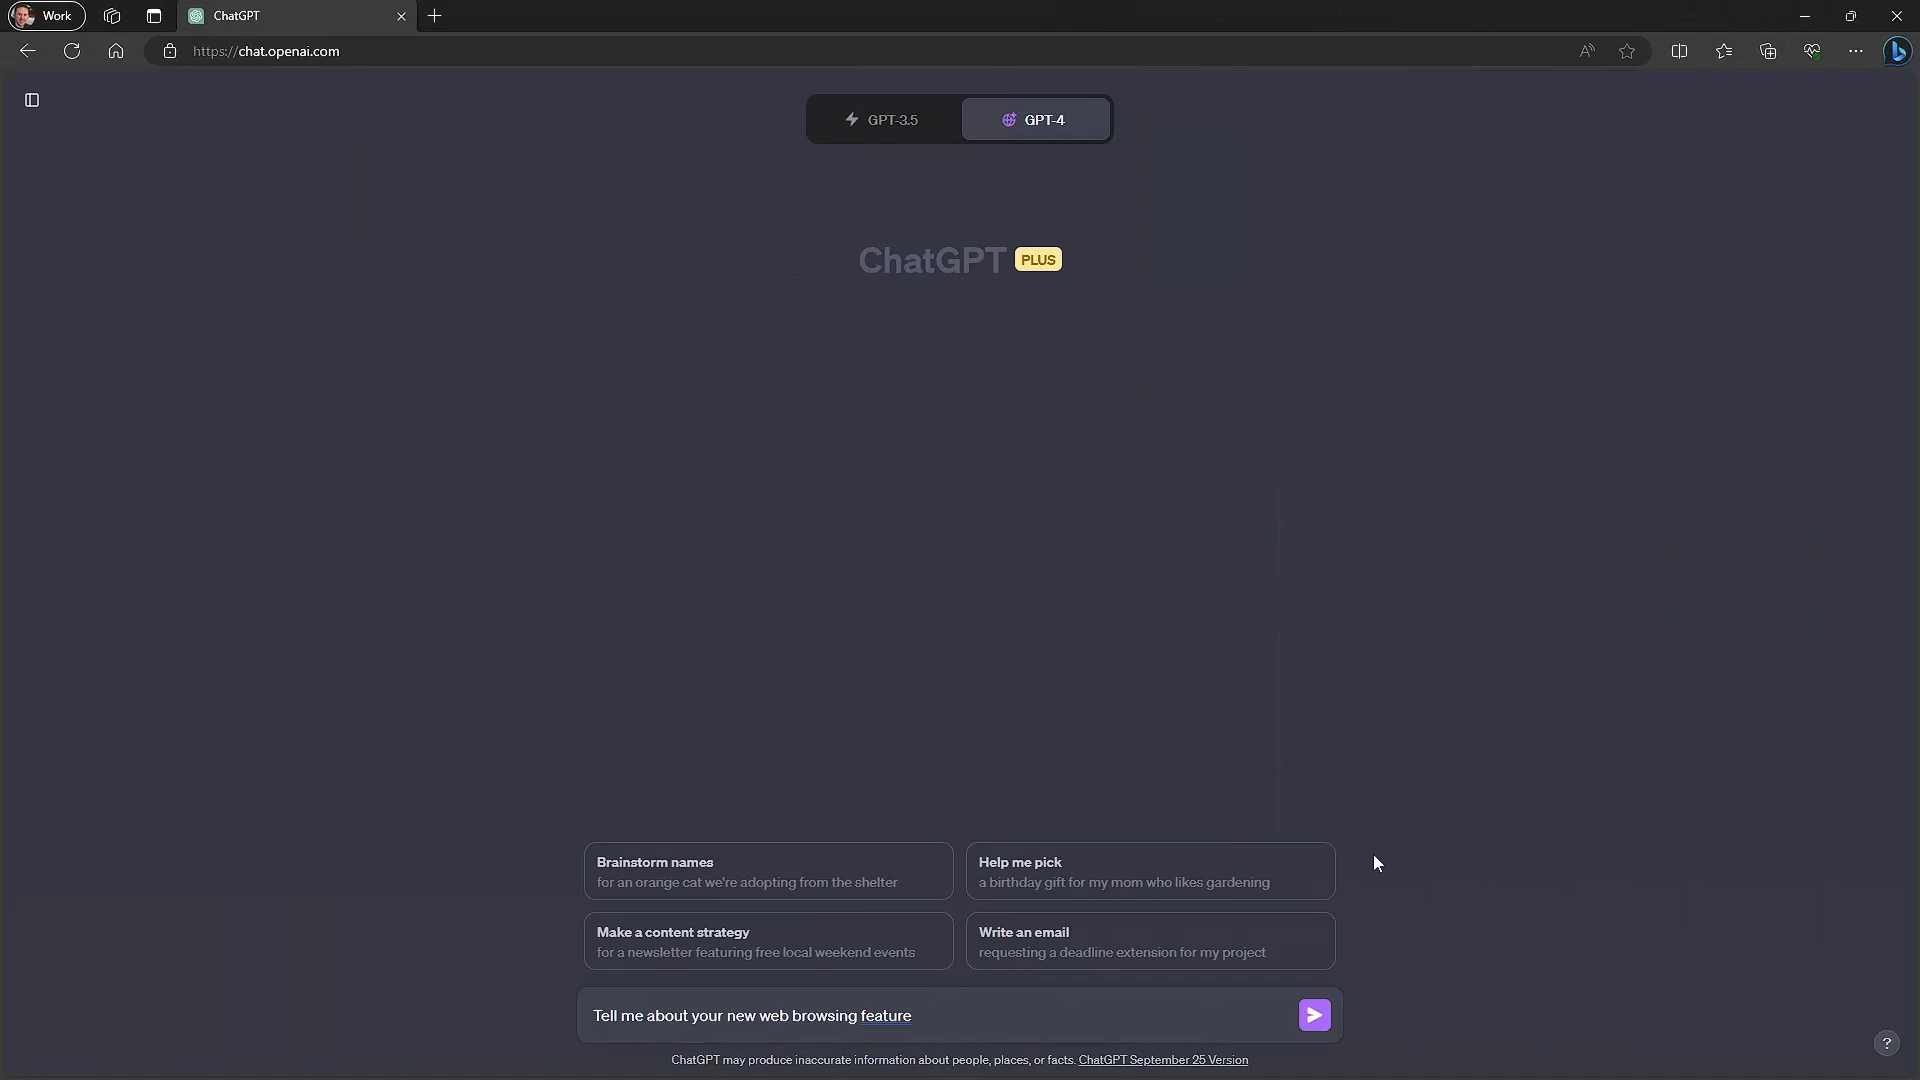 Work
ChatGPT
https://chat.openai.com
GPT-3.5
GPT-4
ChatGPT PLUS
Brainstorm names
for an orange cat we're adopting from the shelter
Help me pick
a birthday gift for my mom who likes gardening
Make a content strategy
for a newsletter featuring free local weekend events
Write an email
requesting a deadline extension for my project
Tell me about your new web browsing feature
ChatGPT may produce inaccurate information about people, places, or facts. ChatGPT September 25 Version
?